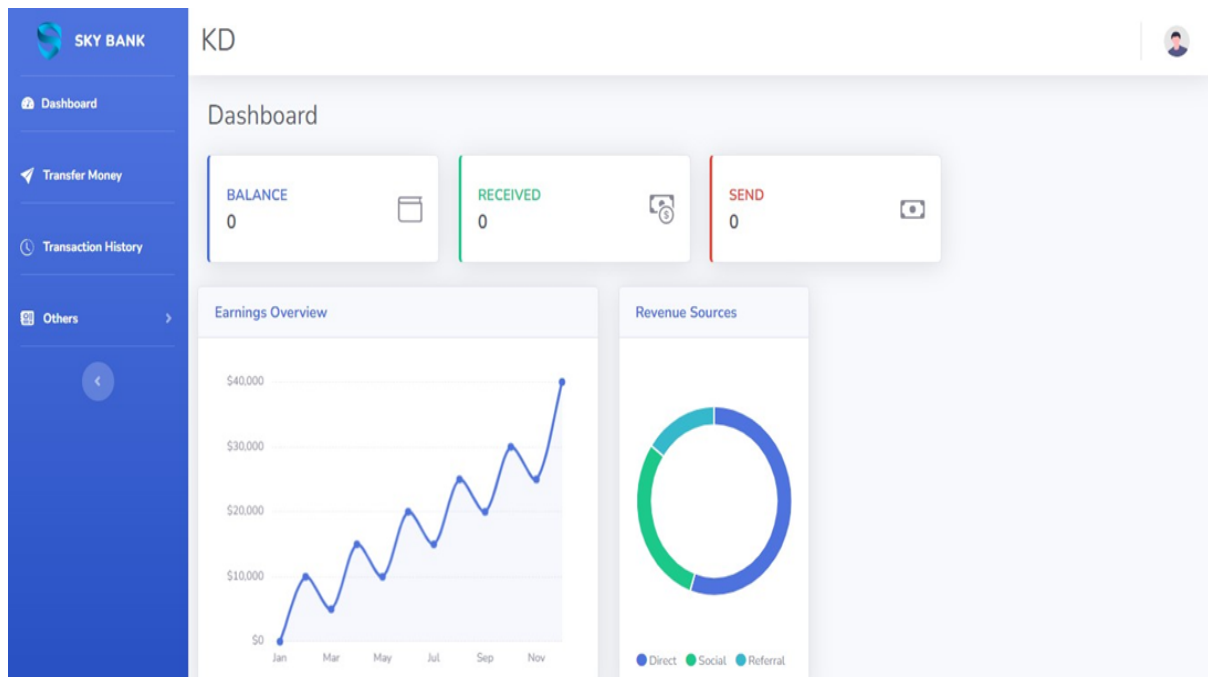 SKY BANK
KD
Dashboard
Transfer Money
Transaction History
Others
Dashboard
BALANCE
0
RECEIVED
0
SEND
0
Earnings Overview
$40,000
$30,000
$20,000
$10,000
$0
Jan Mar May Jul Sep Nov
Revenue Sources
Direct Social Referral